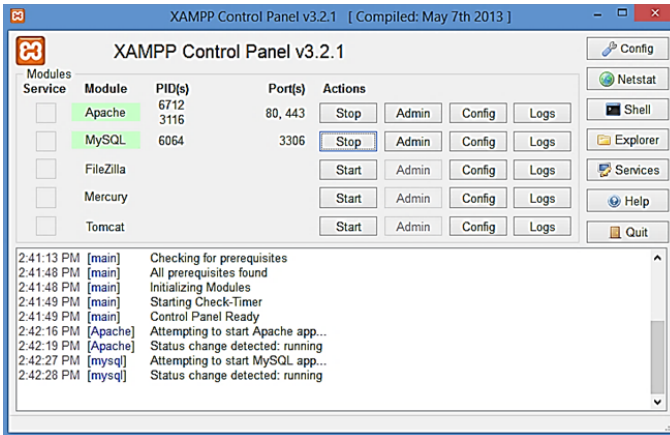 XAMPP Control Panel v3.2.1 [ Compiled: May 7th 2013 ]
XAMPP Control Panel v3.2.1
Config
Modules
Service Module PID(s) Port(s) Actions
Netstat
Apache 6712 3116 80, 443 Stop Admin Config Logs
Shell
MySQL 6064 3306 Stop Admin Config Logs
Explorer
FileZilla Start Admin Config Logs
Services
Mercury Start Admin Config Logs
Help
Tomcat Start Admin Config Logs
Quit
2:41:13 PM [main] Checking for prerequisites
2:41:48 PM [main] All prerequisites found
2:41:48 PM [main] Initializing Modules
2:41:49 PM [main] Starting Check-Timer
2:41:49 PM [main] Control Panel Ready
2:42:16 PM [Apache] Attempting to start Apache app...
2:42:19 PM [Apache] Status change detected: running
2:42:27 PM [mysql] Attempting to start MySQL app...
2:42:28 PM [mysql] Status change detected: running